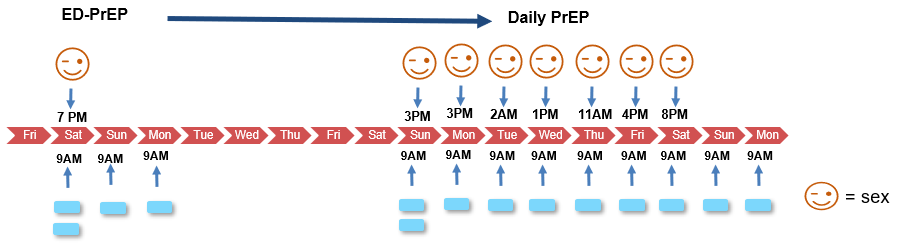 ED-PrEP Daily PrEP
7 PM 3PM 3PM 2AM 1PM 11AM 4PM 8PM
Fri Sat Sun Mon Tue Wed Thu Fri Sat Sun Mon Tue Wed Thu Fri Sat Sun Mon
9AM 9AM 9AM 9AM 9AM 9AM 9AM 9AM 9AM 9AM 9AM 9AM
= sex